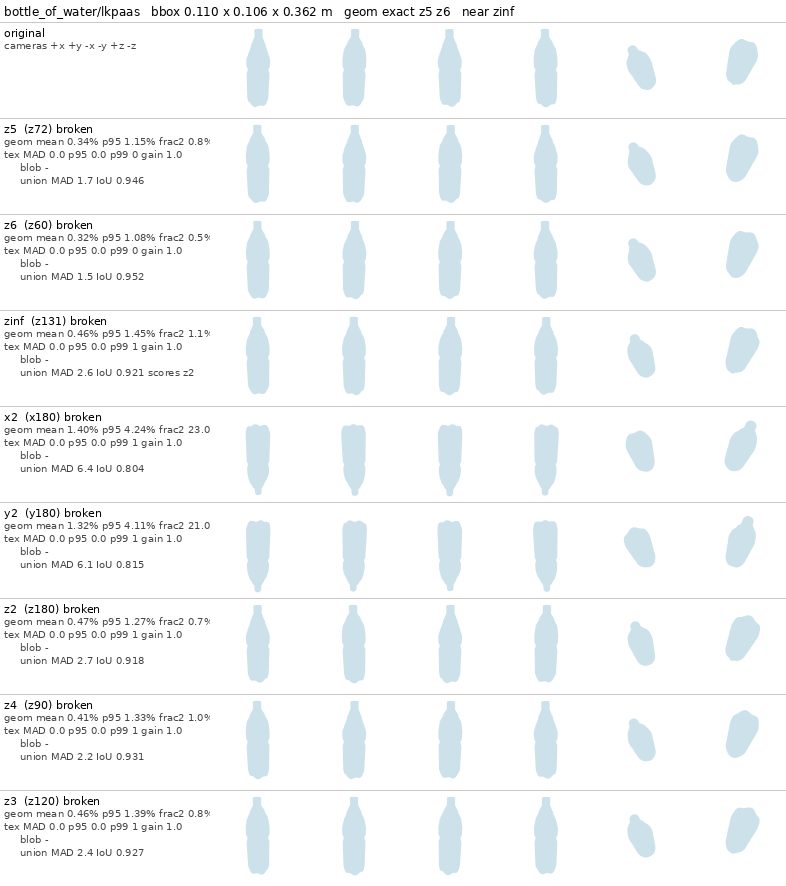 bottle_of_water/lkpaas bbox 0.110 x 0.106 x 0.362 m geom exact z5 z6 near zinf
original
cameras +x +y -x -y +z -z
z5 (z72) broken
geom mean 0.34% p95 1.15% frac2 0.8%
tex MAD 0.0 p95 0.0 p99 0 gain 1.0
blob -
union MAD 1.7 IoU 0.946
z6 (z60) broken
geom mean 0.32% p95 1.08% frac2 0.5%
tex MAD 0.0 p95 0.0 p99 0 gain 1.0
blob -
union MAD 1.5 IoU 0.952
zinf (z131) broken
geom mean 0.46% p95 1.45% frac2 1.1%
tex MAD 0.0 p95 0.0 p99 1 gain 1.0
blob -
union MAD 2.6 IoU 0.921 scores z2
x2 (x180) broken
geom mean 1.40% p95 4.24% frac2 23.0
tex MAD 0.0 p95 0.0 p99 1 gain 1.0
blob -
union MAD 6.4 IoU 0.804
y2 (y180) broken
geom mean 1.32% p95 4.11% frac2 21.0
tex MAD 0.0 p95 0.0 p99 1 gain 1.0
blob -
union MAD 6.1 IoU 0.815
z2 (z180) broken
geom mean 0.47% p95 1.27% frac2 0.7%
tex MAD 0.0 p95 0.0 p99 1 gain 1.0
blob -
union MAD 2.7 IoU 0.918
z4 (z90) broken
geom mean 0.41% p95 1.33% frac2 1.0%
tex MAD 0.0 p95 0.0 p99 1 gain 1.0
blob -
union MAD 2.2 IoU 0.931
z3 (z120) broken
geom mean 0.46% p95 1.39% frac2 0.8%
tex MAD 0.0 p95 0.0 p99 1 gain 1.0
blob -
union MAD 2.4 IoU 0.927